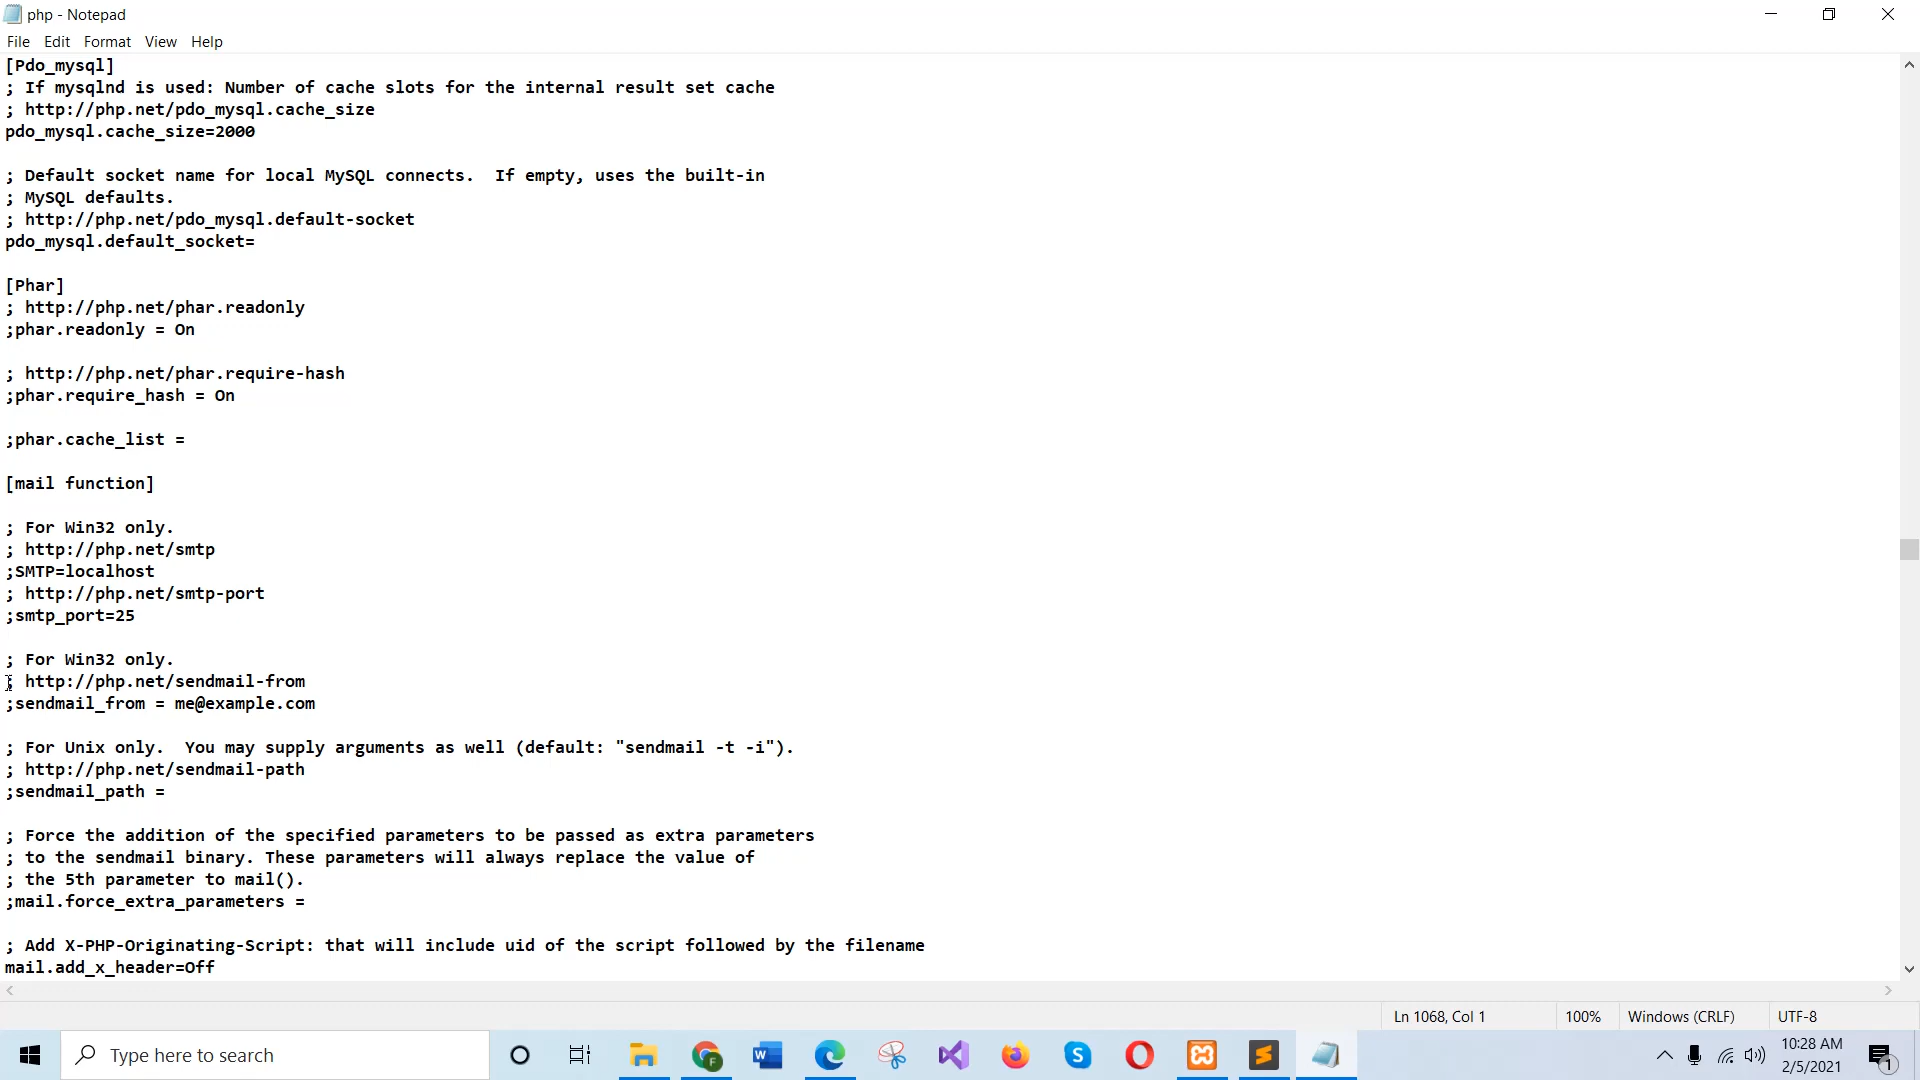 php - Notepad
File Edit Format View Help
[Pdo_mysql]
; If mysqlnd is used: Number of cache slots for the internal result set cache
; http://php.net/pdo_mysql.cache_size
pdo_mysql.cache_size=2000
; Default socket name for local MySQL connects.  If empty, uses the built-in
; MySQL defaults.
; http://php.net/pdo_mysql.default-socket
pdo_mysql.default_socket=
[Phar]
; http://php.net/phar.readonly
;phar.readonly = On
; http://php.net/phar.require-hash
;phar.require_hash = On
;phar.cache_list =
[mail function]
; For Win32 only.
; http://php.net/smtp
;SMTP=localhost
; http://php.net/smtp-port
;smtp_port=25
; For Win32 only.
; http://php.net/sendmail-from
;sendmail_from = me@example.com
; For Unix only.  You may supply arguments as well (default: "sendmail -t -i").
; http://php.net/sendmail-path
;sendmail_path =
; Force the addition of the specified parameters to be passed as extra parameters
; to the sendmail binary. These parameters will always replace the value of
; the 5th parameter to mail().
;mail.force_extra_parameters =
; Add X-PHP-Originating-Script: that will include uid of the script followed by the filename
mail.add_x_header=Off
Ln 1068, Col 1 100% Windows (CRLF) UTF-8
Type here to search
10:28 AM
2/5/2021
1